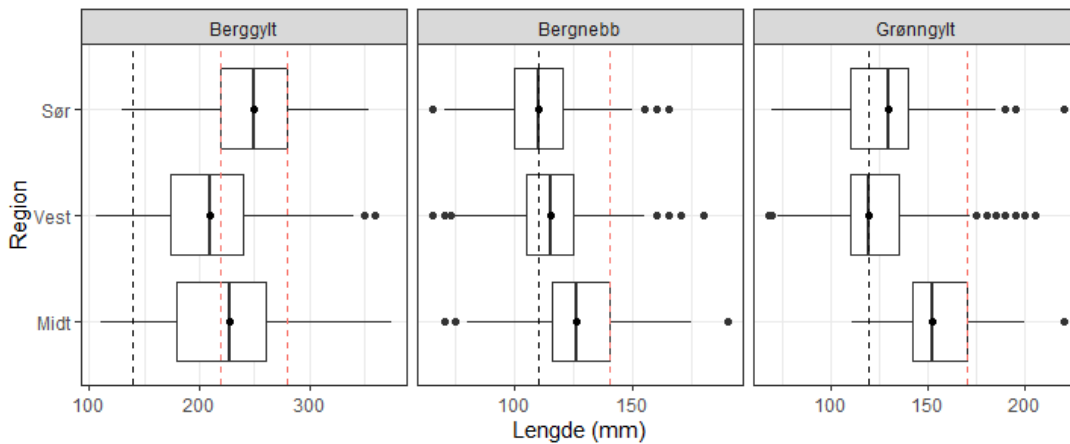 Berggylt Bergnebb Grønngylt
Region
Sør
Vest
Midt
100 200 300 100 150 100 150 200
Lengde (mm)